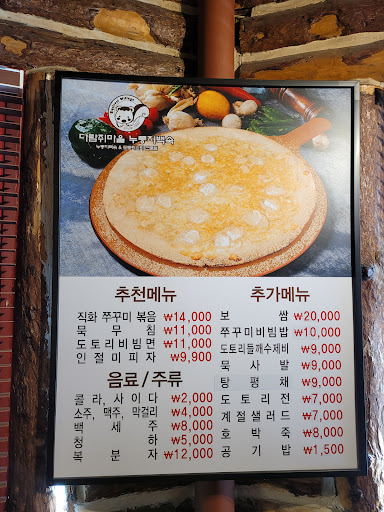 다람쥐마을 누룽지백숙
추천메뉴
직화 쭈꾸미 볶음 ₩14,000
묵무침 ₩11,000
도토리비빔면 ₩11,000
인절미피자 ₩9,900
음료/주류
콜라, 사이다 ₩2,000
소주, 맥주, 막걸리 ₩4,000
백세주 ₩8,000
청하 ₩5,000
복분자 ₩12,000
추가메뉴
보쌈 ₩20,000
쭈꾸미비빔밥 ₩10,000
도토리들깨수제비 ₩9,000
묵사발 ₩9,000
탕평채 ₩9,000
도토리전 ₩7,000
계절샐러드 ₩7,000
호박죽 ₩8,000
공기밥 ₩1,500